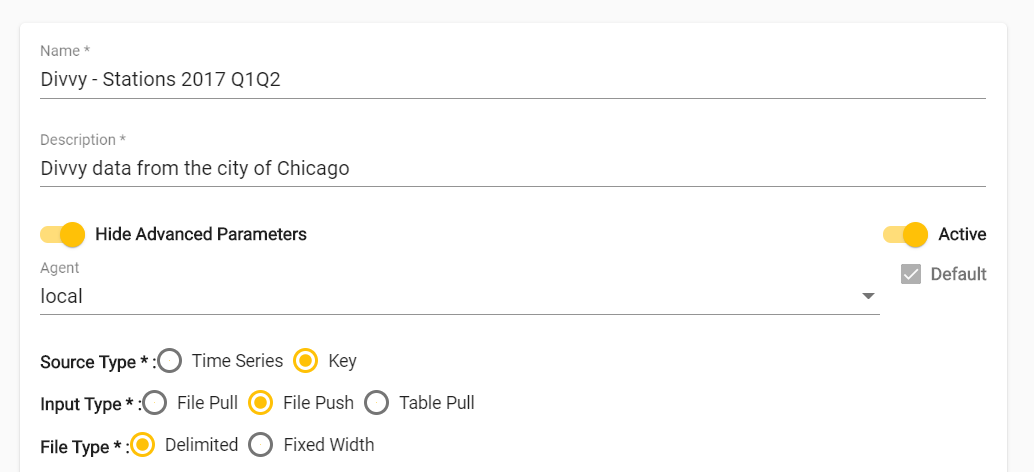 Name *
Divvy - Stations 2017 Q1Q2
Description *
Divvy data from the city of Chicago
Hide Advanced Parameters Active
Agent
local Default
Source Type * : Time Series Key
Input Type * : File Pull File Push Table Pull
File Type * : Delimited Fixed Width